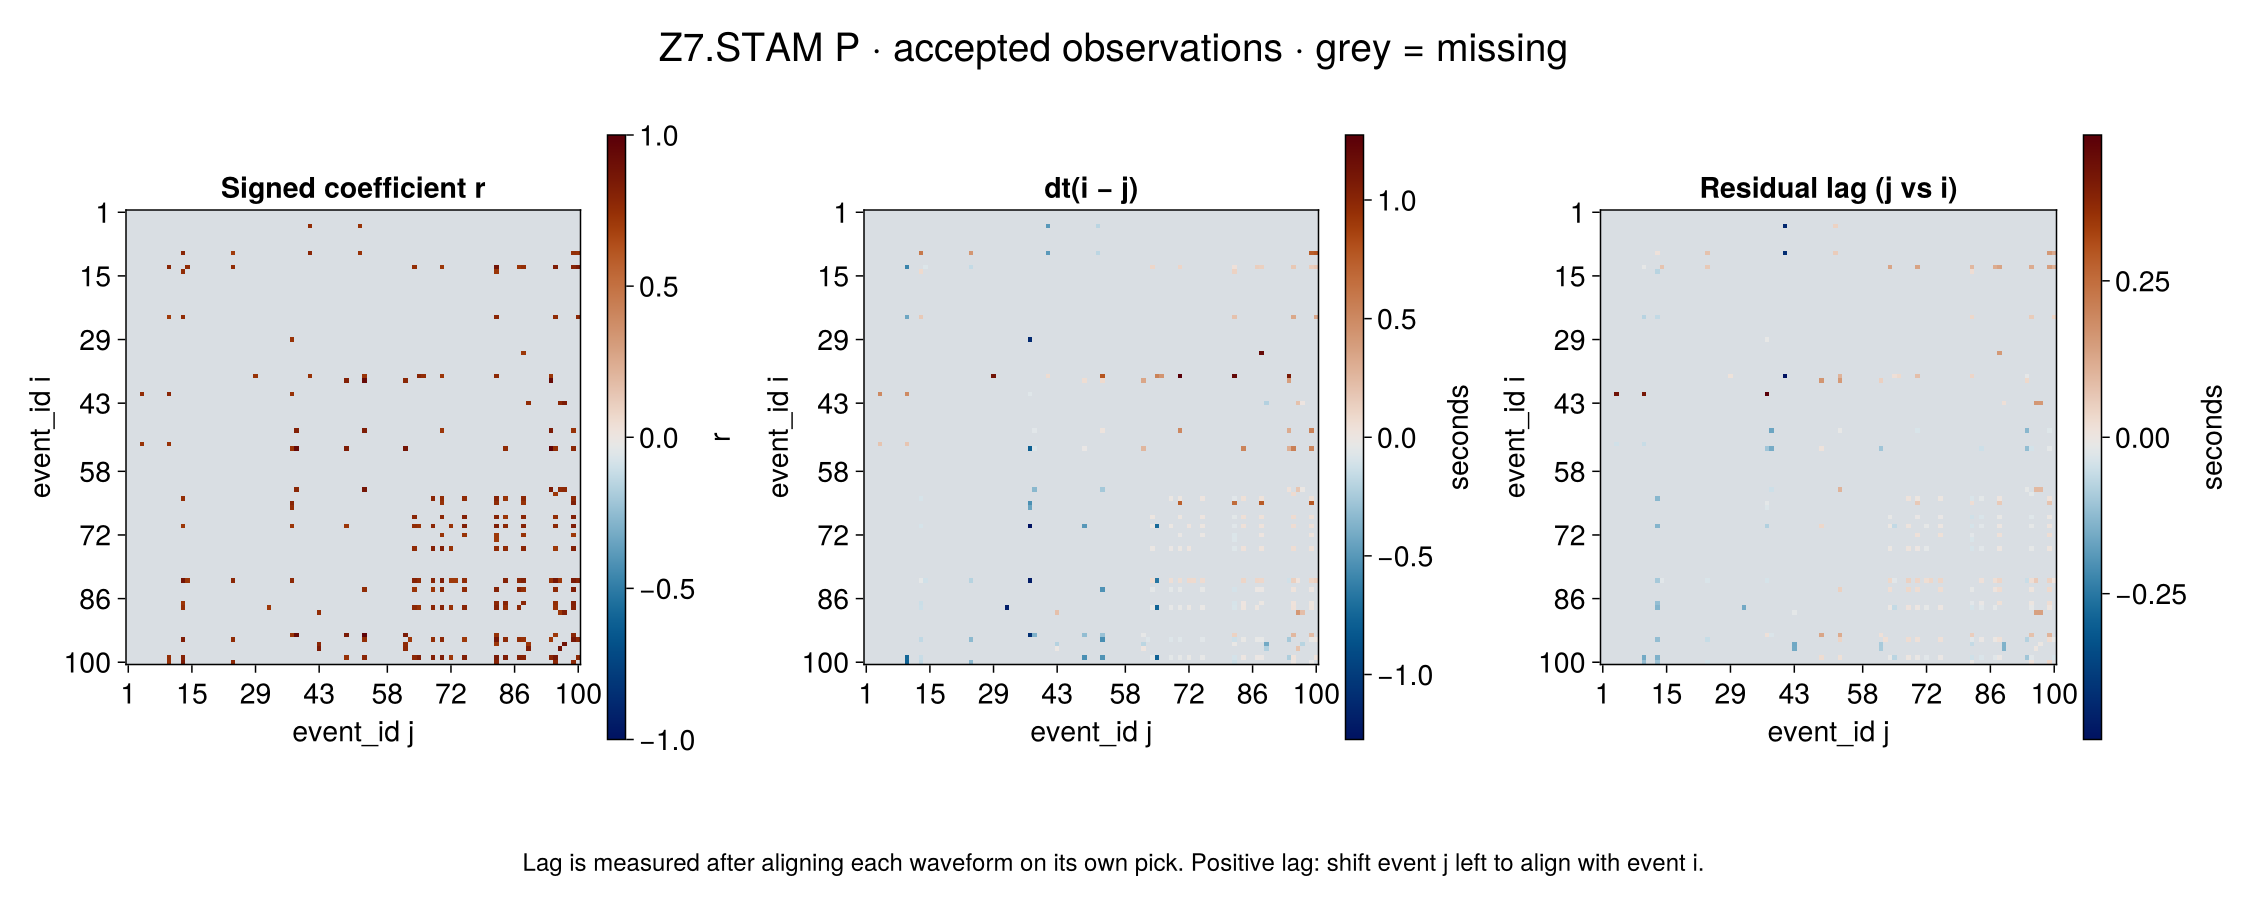 Z7.STAM P · accepted observations · grey = missing
Signed coefficient r
event_id i
1
15
29
43
58
72
86
100
1 15 29 43 58 72 86 100
event_id j
1.0
0.5
0.0
−0.5
−1.0
r
dt(i − j)
event_id i
1
15
29
43
58
72
86
100
1 15 29 43 58 72 86 100
event_id j
1.0
0.5
0.0
−0.5
−1.0
seconds
Residual lag (j vs i)
event_id i
1
15
29
43
58
72
86
100
1 15 29 43 58 72 86 100
event_id j
0.25
0.00
−0.25
seconds
Lag is measured after aligning each waveform on its own pick. Positive lag: shift event j left to align with event i.